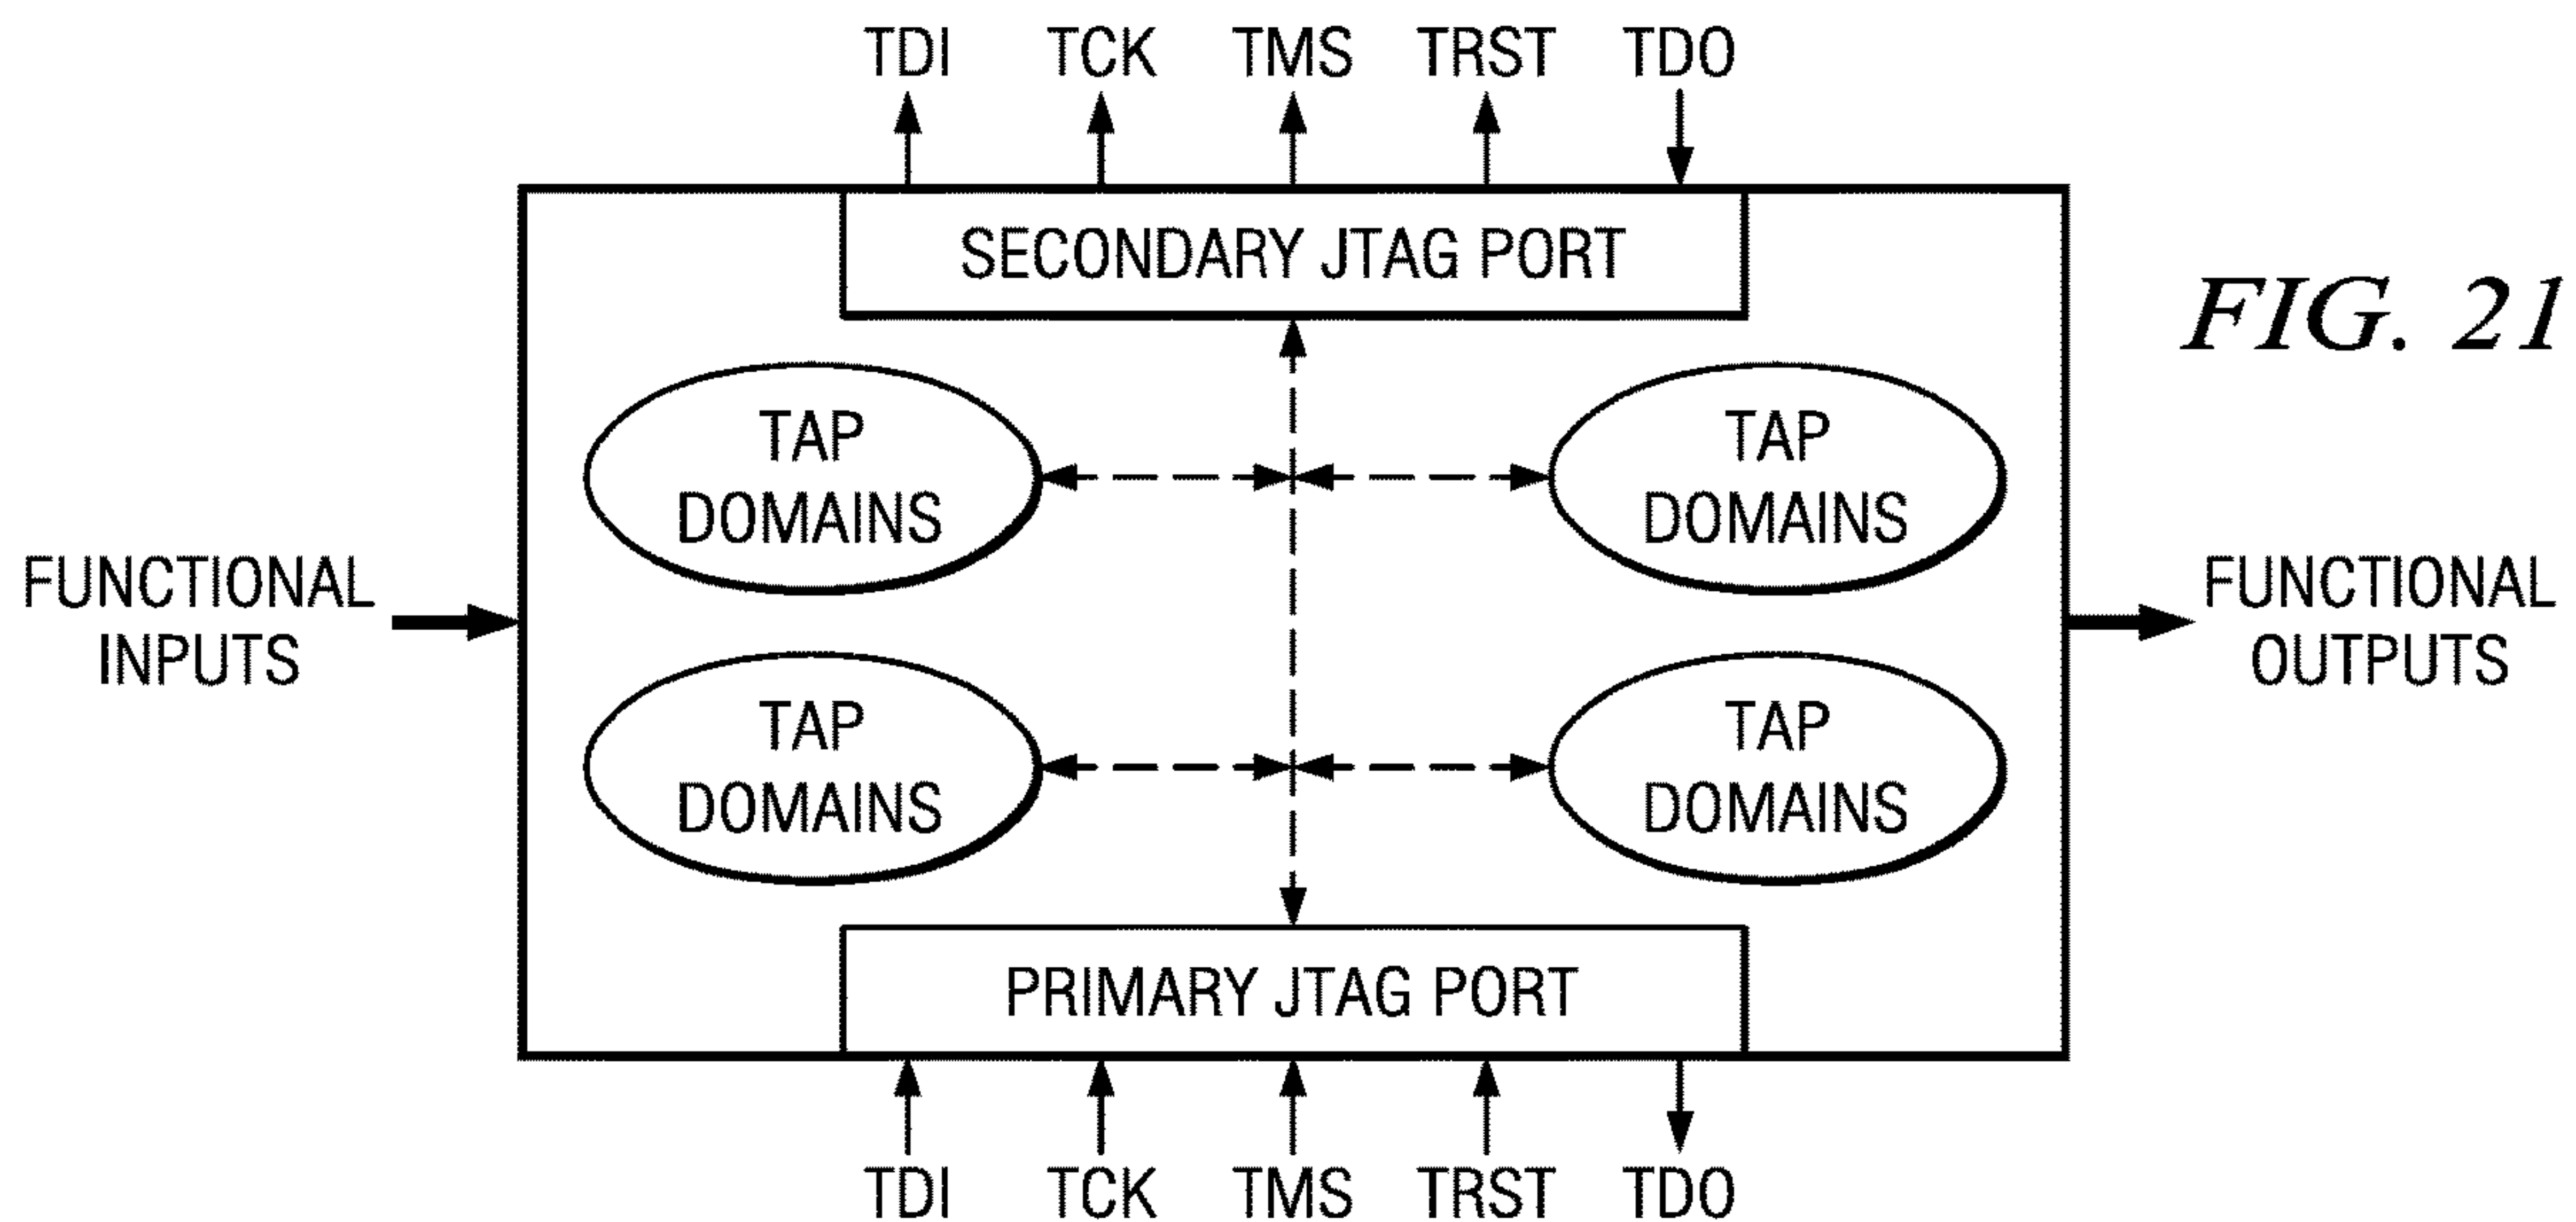 TDI TCK TMS TRST TDO
SECONDARY JTAG PORT
FIG. 21
TAP
DOMAINS
TAP
DOMAINS
FUNCTIONAL
INPUTS
FUNCTIONAL
OUTPUTS
TAP
DOMAINS
TAP
DOMAINS
PRIMARY JTAG PORT
TDI TCK TMS TRST TDO